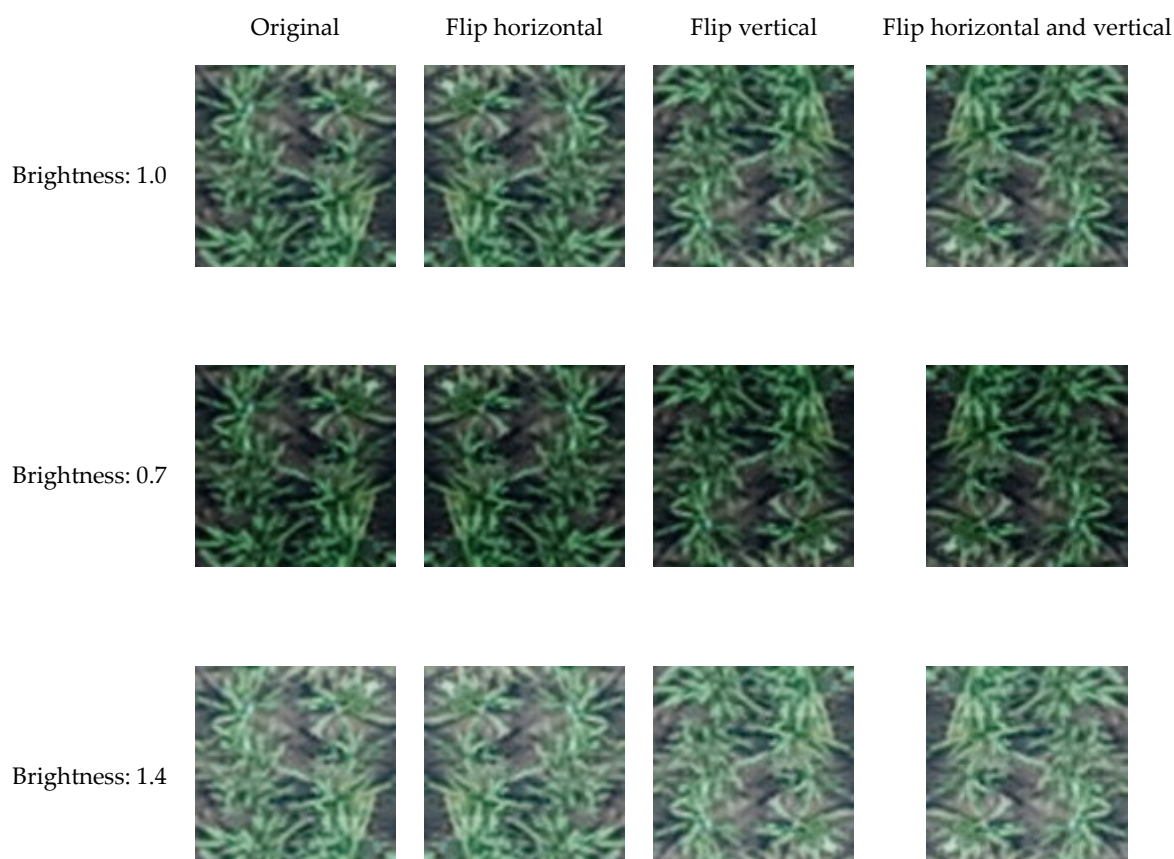 Original Flip horizontal Flip vertical Flip horizontal and vertical
Brightness: 1.0
Brightness: 0.7
Brightness: 1.4